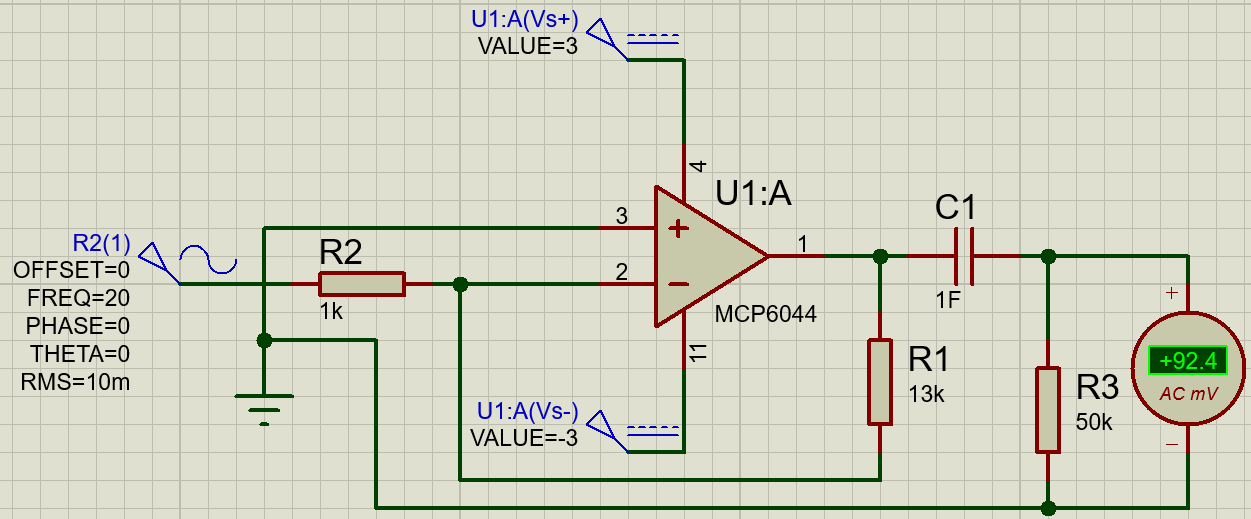 U1:A(Vs+)
VALUE=3
4
U1:A
3
1
C1
R2(1)
OFFSET=0
FREQ=20
PHASE=0
THETA=0
RMS=10m
R2
1k
2
+
−
MCP6044
1F
+
+92.4
AC mV
−
11
R1
13k
R3
50k
U1:A(Vs-)
VALUE=-3